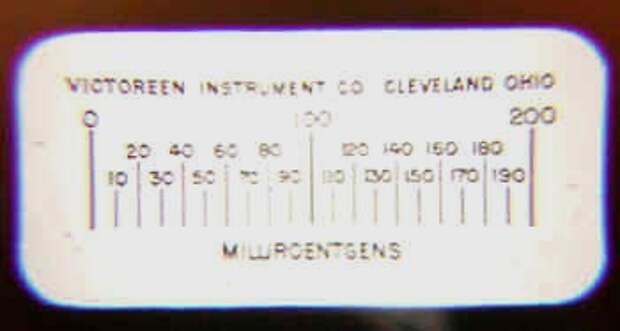 VICTOREEN INSTRUMENT CO CLEVELAND OHIO
0 100 200
20 40 60 80 120 140 160 180
10 30 50 70 90 110 130 150 170 190
MILLIROENTGENS